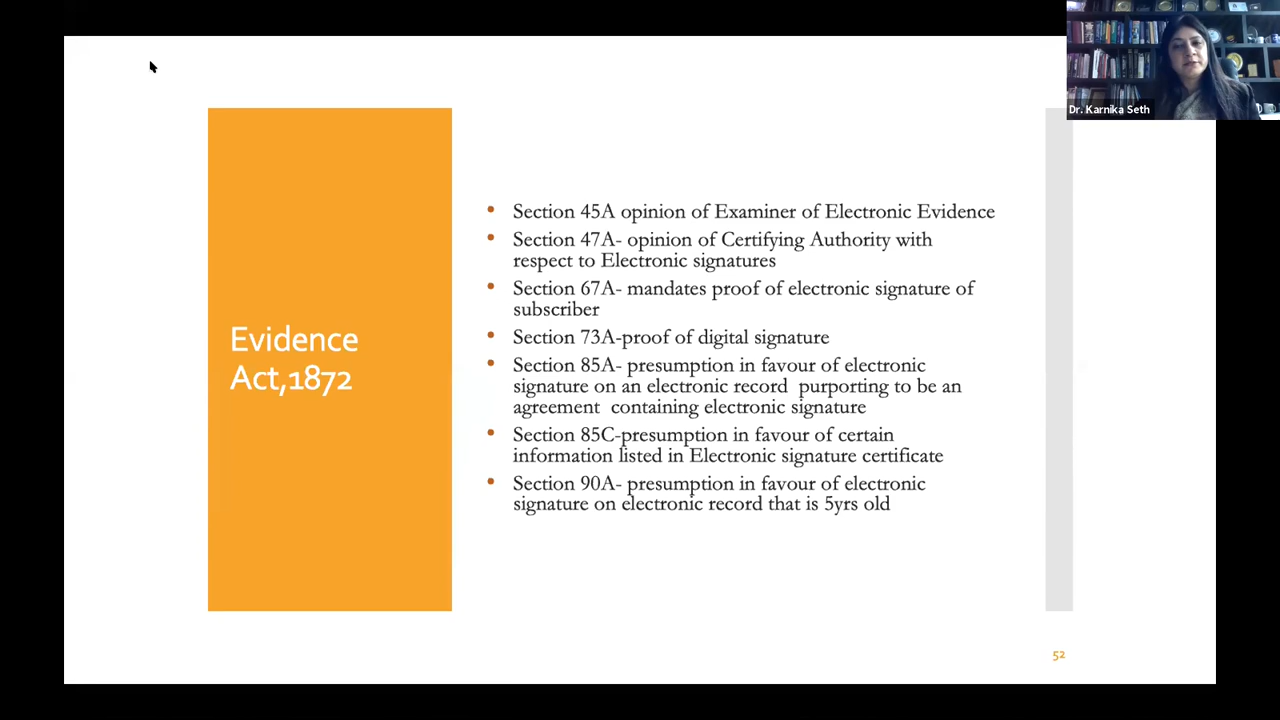 Dr. Karnika Seth
Evidence
Act,1872
• Section 45A opinion of Examiner of Electronic Evidence
• Section 47A- opinion of Certifying Authority with
respect to Electronic signatures
• Section 67A- mandates proof of electronic signature of
subscriber
• Section 73A-proof of digital signature
• Section 85A- presumption in favour of electronic
signature on an electronic record purporting to be an
agreement containing electronic signature
• Section 85C-presumption in favour of certain
information listed in Electronic signature certificate
• Section 90A- presumption in favour of electronic
signature on electronic record that is 5yrs old
52